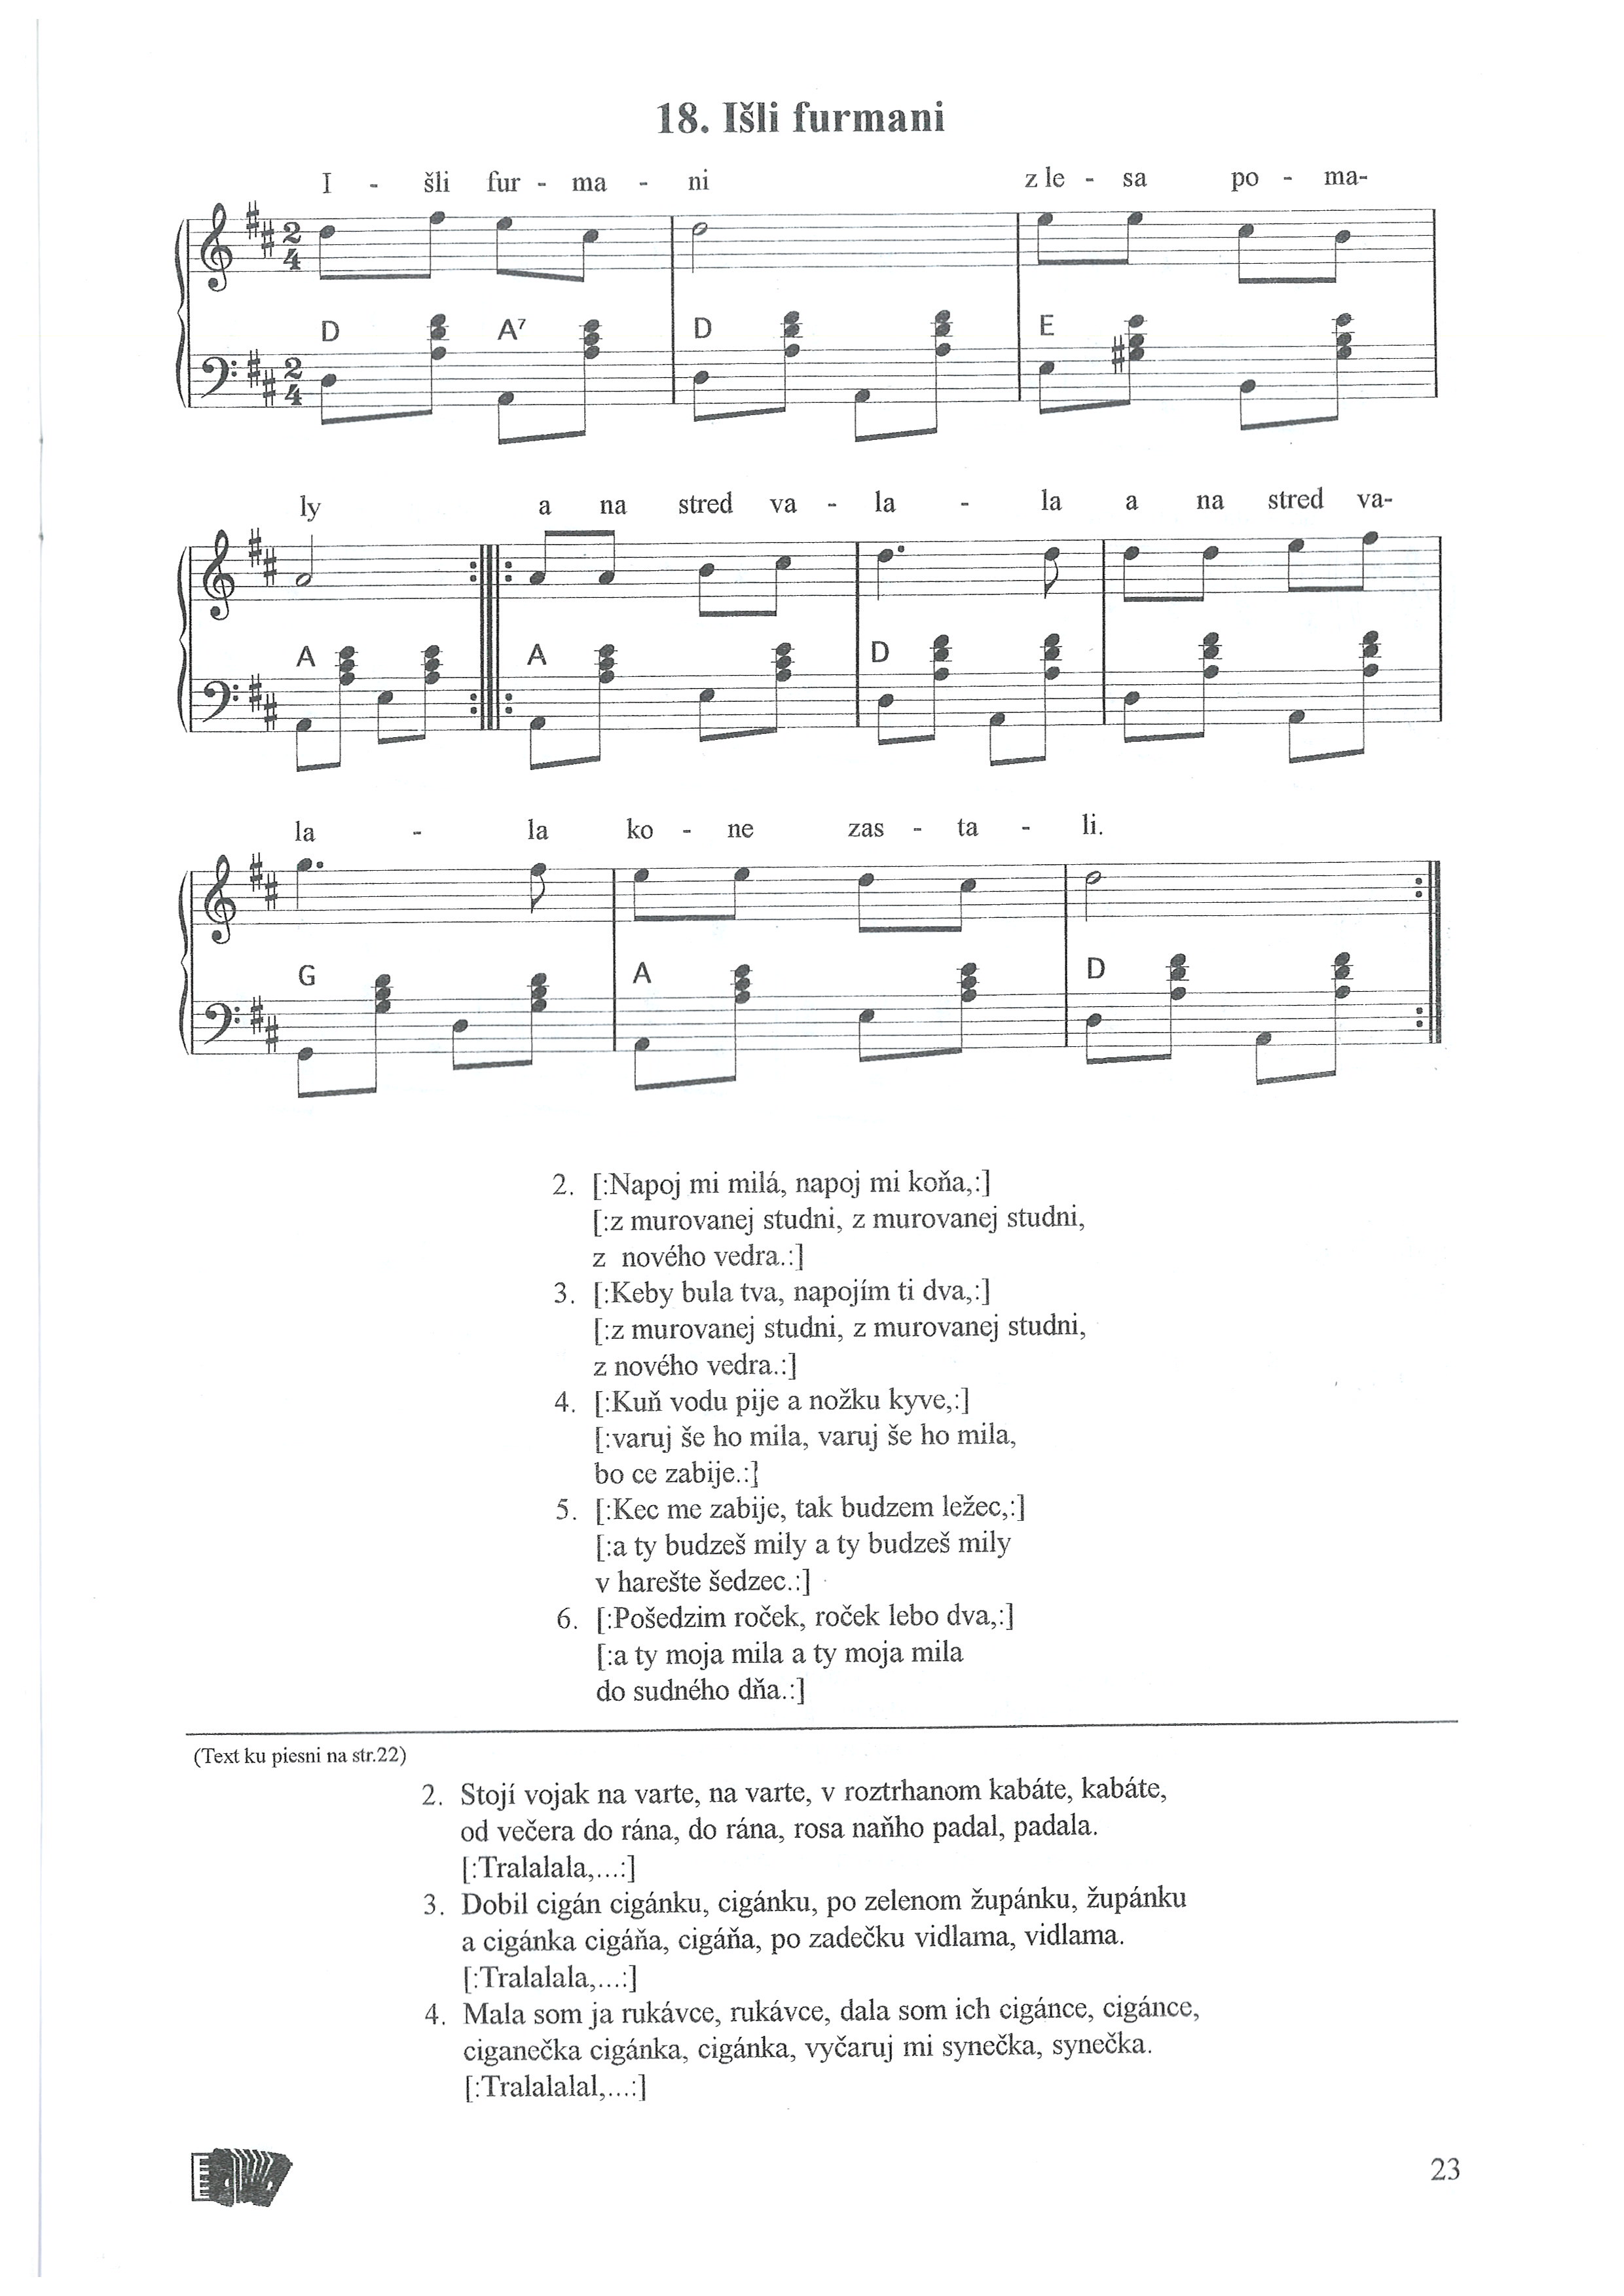 18. Išli furmani
I - šli fur - ma - ni z le - sa po - ma-
2 4
D A7 D E
2 4
ly a na stred va - la - la a na stred va-
A A D
la - la ko - ne zas - ta - li.
G A D
2. [:Napoj mi milá, napoj mi koňa,:]
[:z murovanej studni, z murovanej studni,
z nového vedra.:]
3. [:Keby bula tva, napojím ti dva,:]
[:z murovanej studni, z murovanej studni,
z nového vedra.:]
4. [:Kuň vodu pije a nožku kyve,:]
[:varuj še ho mila, varuj še ho mila,
bo ce zabije.:]
5. [:Kec me zabije, tak budzem ležec,:]
[:a ty budzeš mily a ty budzeš mily
v harešte šedzec.:]
6. [:Pošedzim roček, roček lebo dva,:]
[:a ty moja mila a ty moja mila
do sudného dňa.:]
(Text ku piesni na str.22)
2. Stojí vojak na varte, na varte, v roztrhanom kabáte, kabáte,
od večera do rána, do rána, rosa naňho padal, padala.
[:Tralalala,...:]
3. Dobil cigán cigánku, cigánku, po zelenom župánku, župánku
a cigánka cigáňa, cigáňa, po zadečku vidlama, vidlama.
[:Tralalala,...:]
4. Mala som ja rukávce, rukávce, dala som ich cigánce, cigánce,
ciganečka cigánka, cigánka, vyčaruj mi synečka, synečka.
[:Tralalalal,...:]
23